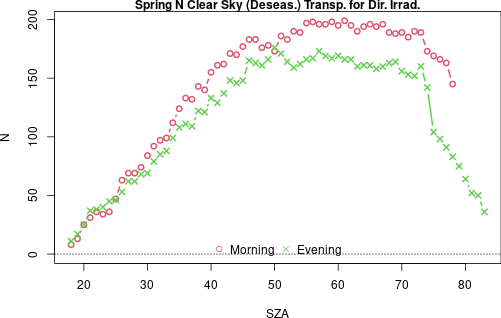 Spring N Clear Sky (Deseas.) Transp. for Dir. Irrad.
200
150
100
50
0
N
Morning Evening
20 30 40 50 60 70 80
SZA